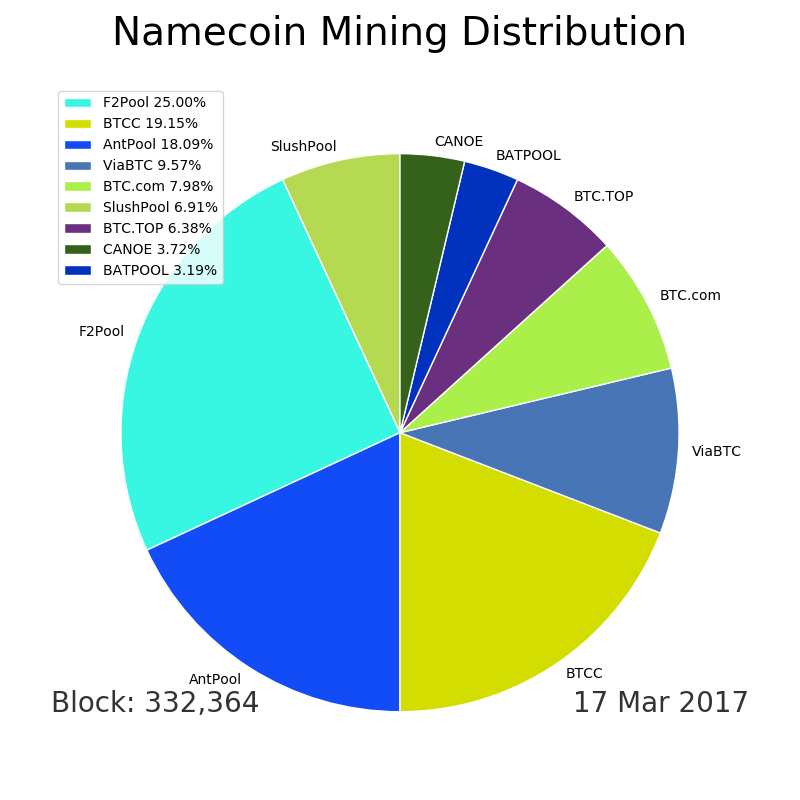 Namecoin Mining Distribution
F2Pool 25.00%
BTCC 19.15%
AntPool 18.09%
ViaBTC 9.57%
BTC.com 7.98%
SlushPool 6.91%
BTC.TOP 6.38%
CANOE 3.72%
BATPOOL 3.19%
SlushPool
CANOE
BATPOOL
BTC.TOP
BTC.com
F2Pool
ViaBTC
BTCC
AntPool
Block: 332,364
17 Mar 2017